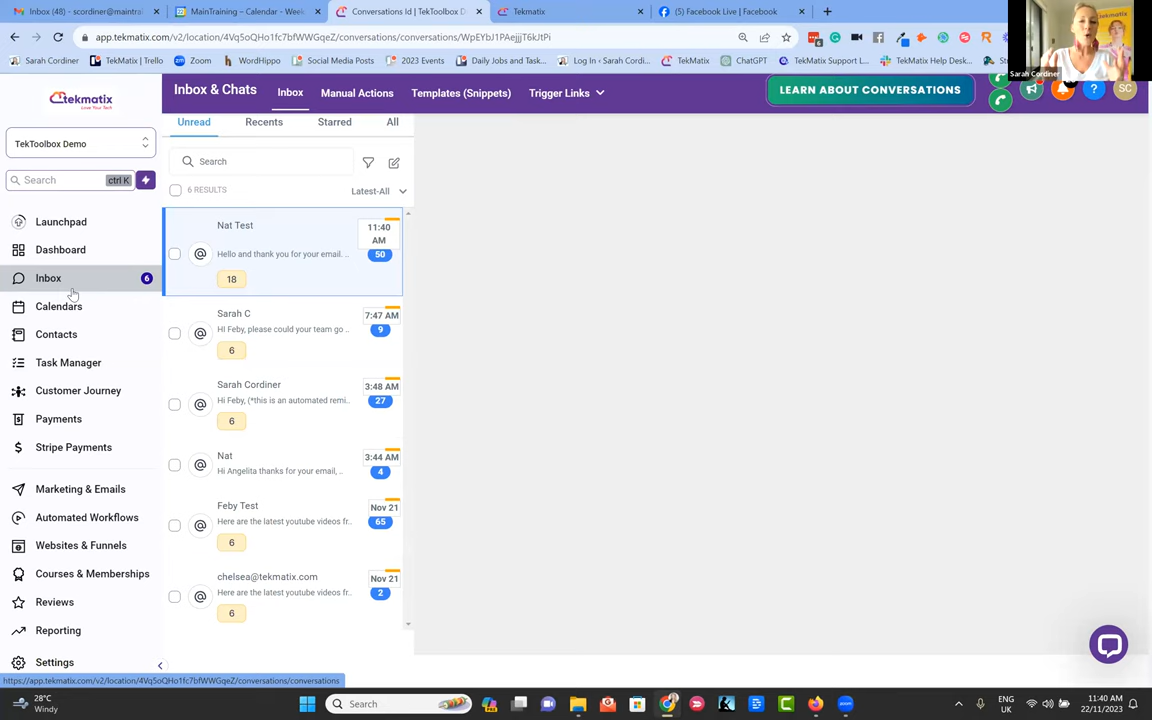 Inbox (48) - scordiner@maintrai
MainTraining – Calendar - Week
Conversations Id | TekToolbox D
Tekmatix
(5) Facebook Live | Facebook
app.tekmatix.com/v2/location/4Vq5oQHo1fc7bfWWGqeZ/conversations/conversations/WpEYbJ1PAejjjT6kJtPi
Sarah Cordiner
TekMatix | Trello
Zoom
WordHippo
Social Media Posts
2023 Events
Daily Jobs and Task...
Log In ‹ Sarah Cordi...
TekMatix
ChatGPT
TekMatix Support L...
TekMatix Help Desk...
Sta
Sarah Cordiner
tekmatix
Love Your Tech
Inbox & Chats
Inbox
Manual Actions
Templates (Snippets)
Trigger Links
LEARN ABOUT CONVERSATIONS
SC
TekToolbox Demo
Search
ctrl K
Launchpad
Dashboard
Inbox
6
Calendars
Contacts
Task Manager
Customer Journey
Payments
Stripe Payments
Marketing & Emails
Automated Workflows
Websites & Funnels
Courses & Memberships
Reviews
Reporting
Settings
Unread
Recents
Starred
All
Search
6 RESULTS
Latest-All
Nat Test
11:40
AM
Hello and thank you for your email. ..
50
18
Sarah C
7:47 AM
HI Feby, please could your team go ..
9
6
Sarah Cordiner
3:48 AM
Hi Feby, (*this is an automated remi..
27
6
Nat
3:44 AM
Hi Angelita thanks for your email, ..
4
Feby Test
Nov 21
Here are the latest youtube videos fr..
65
6
chelsea@tekmatix.com
Nov 21
Here are the latest youtube videos fr..
2
6
https://app.tekmatix.com/v2/location/4Vq5oQHo1fc7bfWWGqeZ/conversations/conversations
28°C
Windy
Search
ENG
UK
11:40 AM
22/11/2023